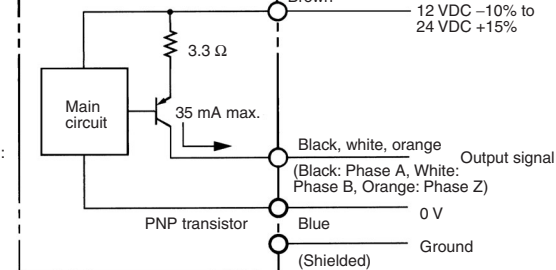 Brown
12 VDC −10% to
24 VDC +15%
3.3 Ω
Main
circuit
35 mA max.
:
Black, white, orange
Output signal
(Black: Phase A, White:
Phase B, Orange: Phase Z)
PNP transistor
Blue
0 V
Ground
(Shielded)